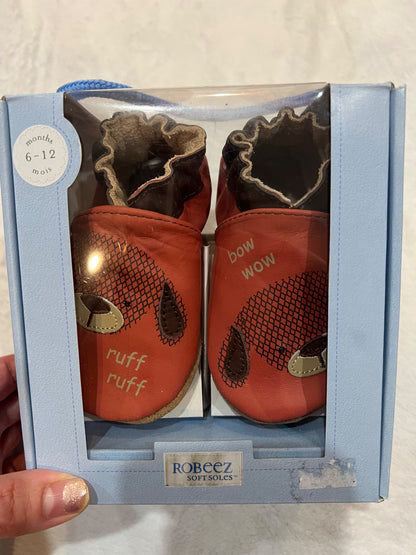 months
6-12
mois
bow
wow
ruff
ruff
ROBEEZ
SOFT SOLES